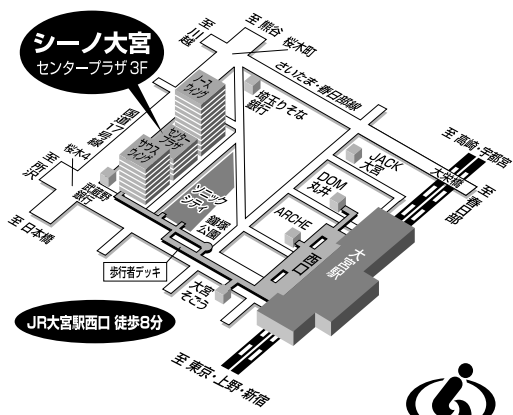 シーノ大宮
センタープラザ 3F
至 川越
至 熊谷
桜木町
さいたま・春日部線
ノース
ウィング
埼玉りそな
銀行
国道17号線
センター
プラザ
サウス
ウィング
桜木4
至 所沢
JACK
大宮
至 高崎・宇都宮
大栄橋
至 春日部
武蔵野
銀行
ソニック
シティ
DOM
丸井
鐘塚
公園
ARCHE
至 日本橋
西口
大宮駅
歩行者デッキ
大宮
そごう
JR大宮駅西口 徒歩8分
至 東京・上野・新宿